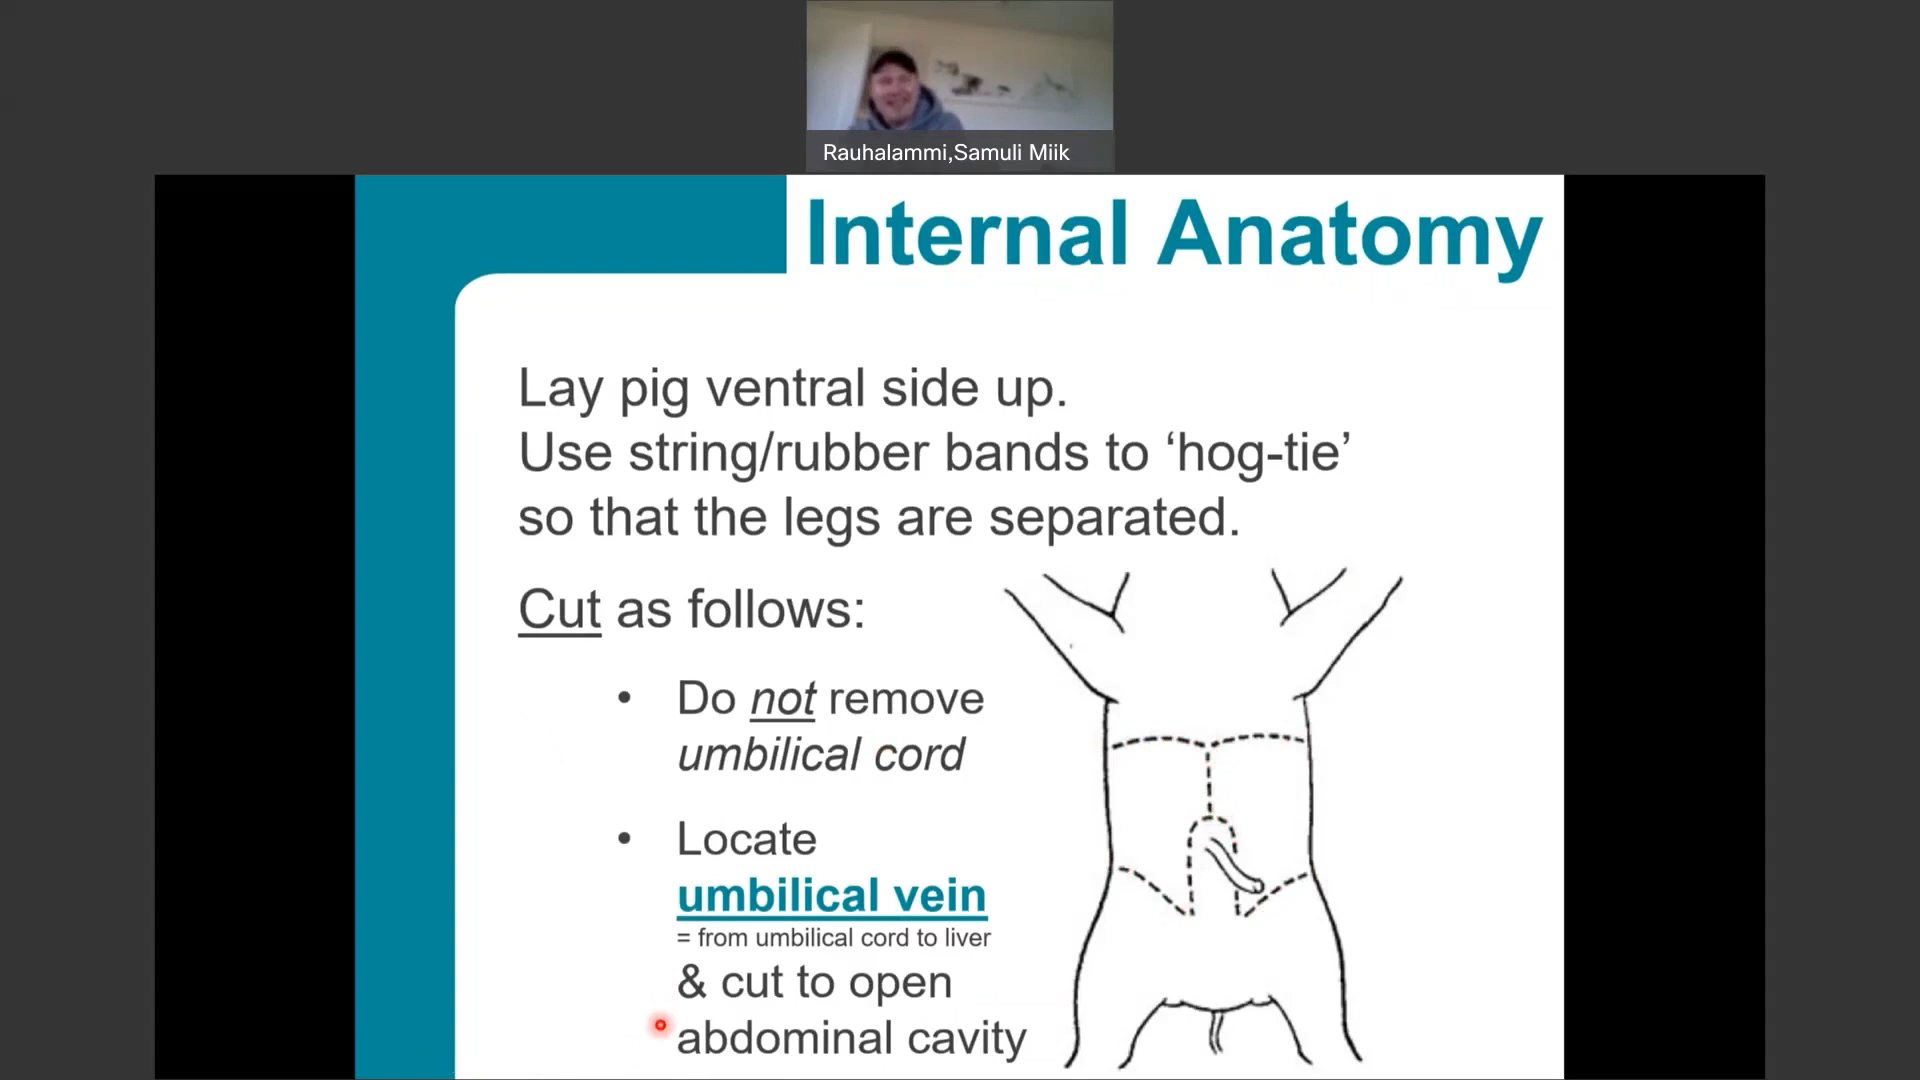 Rauhalammi,Samuli Miik
Internal Anatomy
Lay pig ventral side up.
Use string/rubber bands to ‘hog-tie’
so that the legs are separated.
Cut as follows:
• Do not remove
umbilical cord
• Locate
umbilical vein
= from umbilical cord to liver
& cut to open
abdominal cavity